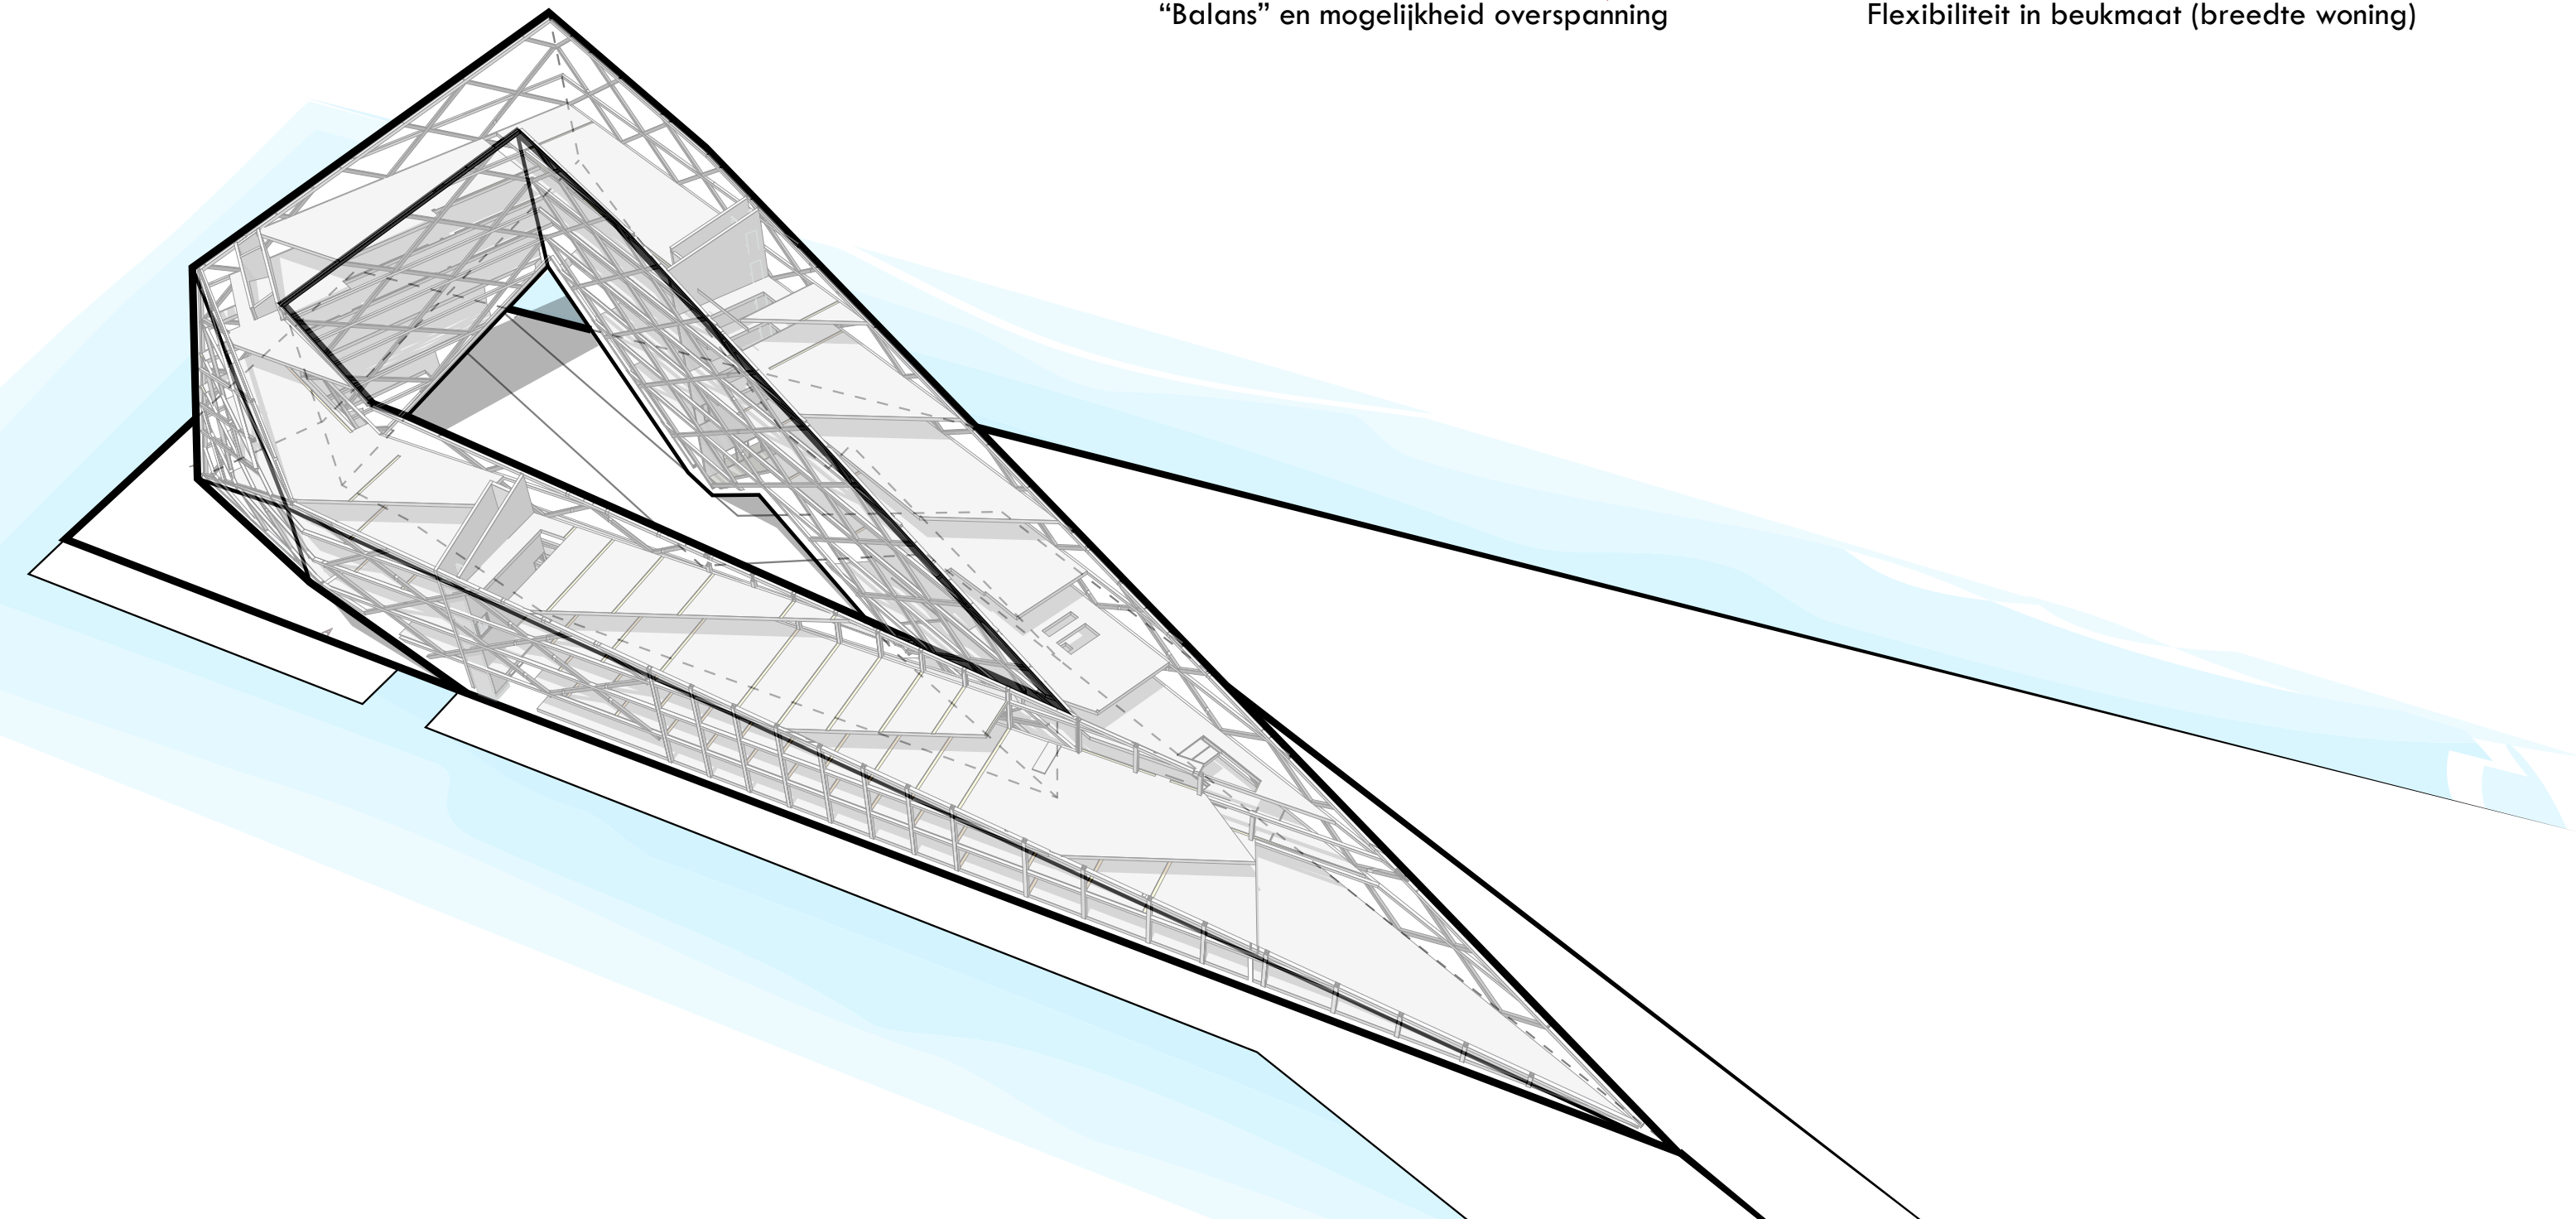 “Balans” en mogelijkheid overspanning
Flexibiliteit in beukmaat (breedte woning)